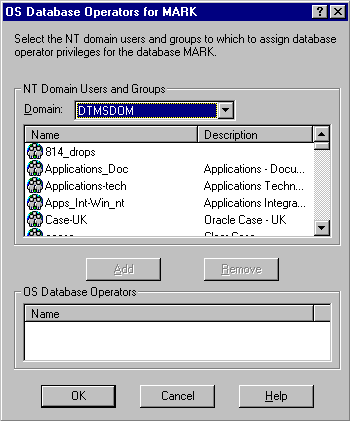 OS Database Operators for MARK
Select the NT domain users and groups to which to assign database
operator privileges for the database MARK.
NT Domain Users and Groups
Domain: DTMSDOM
Name Description
814_drops
Applications_Doc Applications - Docu...
Applications-tech Applications Techn...
Apps_Int-Win_nt Applications Integra...
Case-UK Oracle Case - UK
Add Remove
OS Database Operators
Name
OK Cancel Help